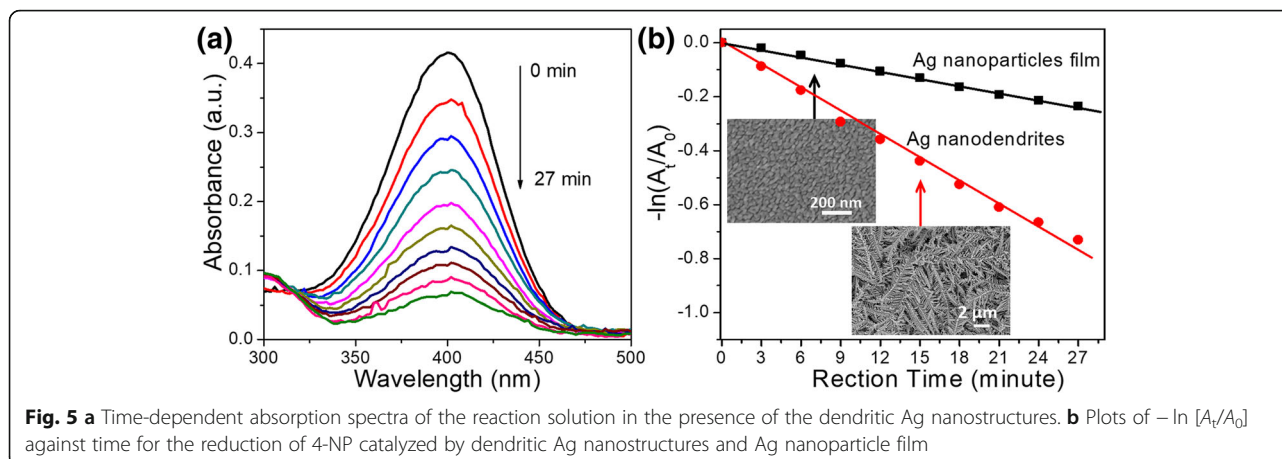 (a)
Absorbance (a.u.)
0.4
0.3
0.2
0.1
0.0
0 min
27 min
300 350 400 450 500
Wavelength (nm)
(b)
-ln(At/A0)
0.0
-0.2
-0.4
-0.6
-0.8
-1.0
Ag nanoparticles film
Ag nanodendrites
200 nm
2 μm
0 3 6 9 12 15 18 21 24 27
Rection Time (minute)
Fig. 5 a Time-dependent absorption spectra of the reaction solution in the presence of the dendritic Ag nanostructures. b Plots of − ln [At/A0]
against time for the reduction of 4-NP catalyzed by dendritic Ag nanostructures and Ag nanoparticle film